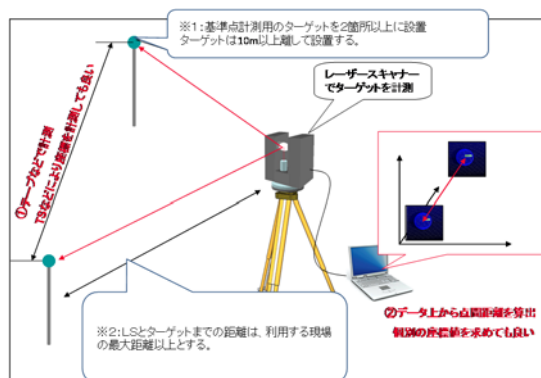 ※1:基準点計測用のターゲットを2箇所以上に設置
ターゲットは10m以上離して設置する。
レーザースキャナー
でターゲットを計測
①テープなどで計測
TSなどにより座標を計測しても良い
※2:LSとターゲットまでの距離は、利用する現場
の最大距離以上とする。
②データ上から点間距離を算出
個別の座標値を求めても良い